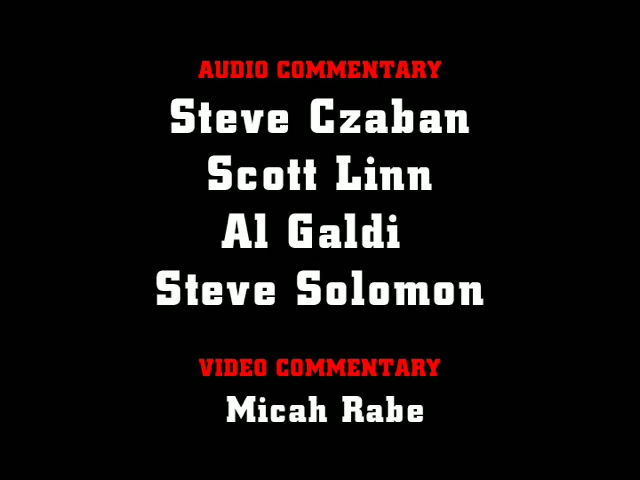 AUDIO COMMENTARY
Steve Czaban
Scott Linn
Al Galdi
Steve Solomon
VIDEO COMMENTARY
Micah Rabe